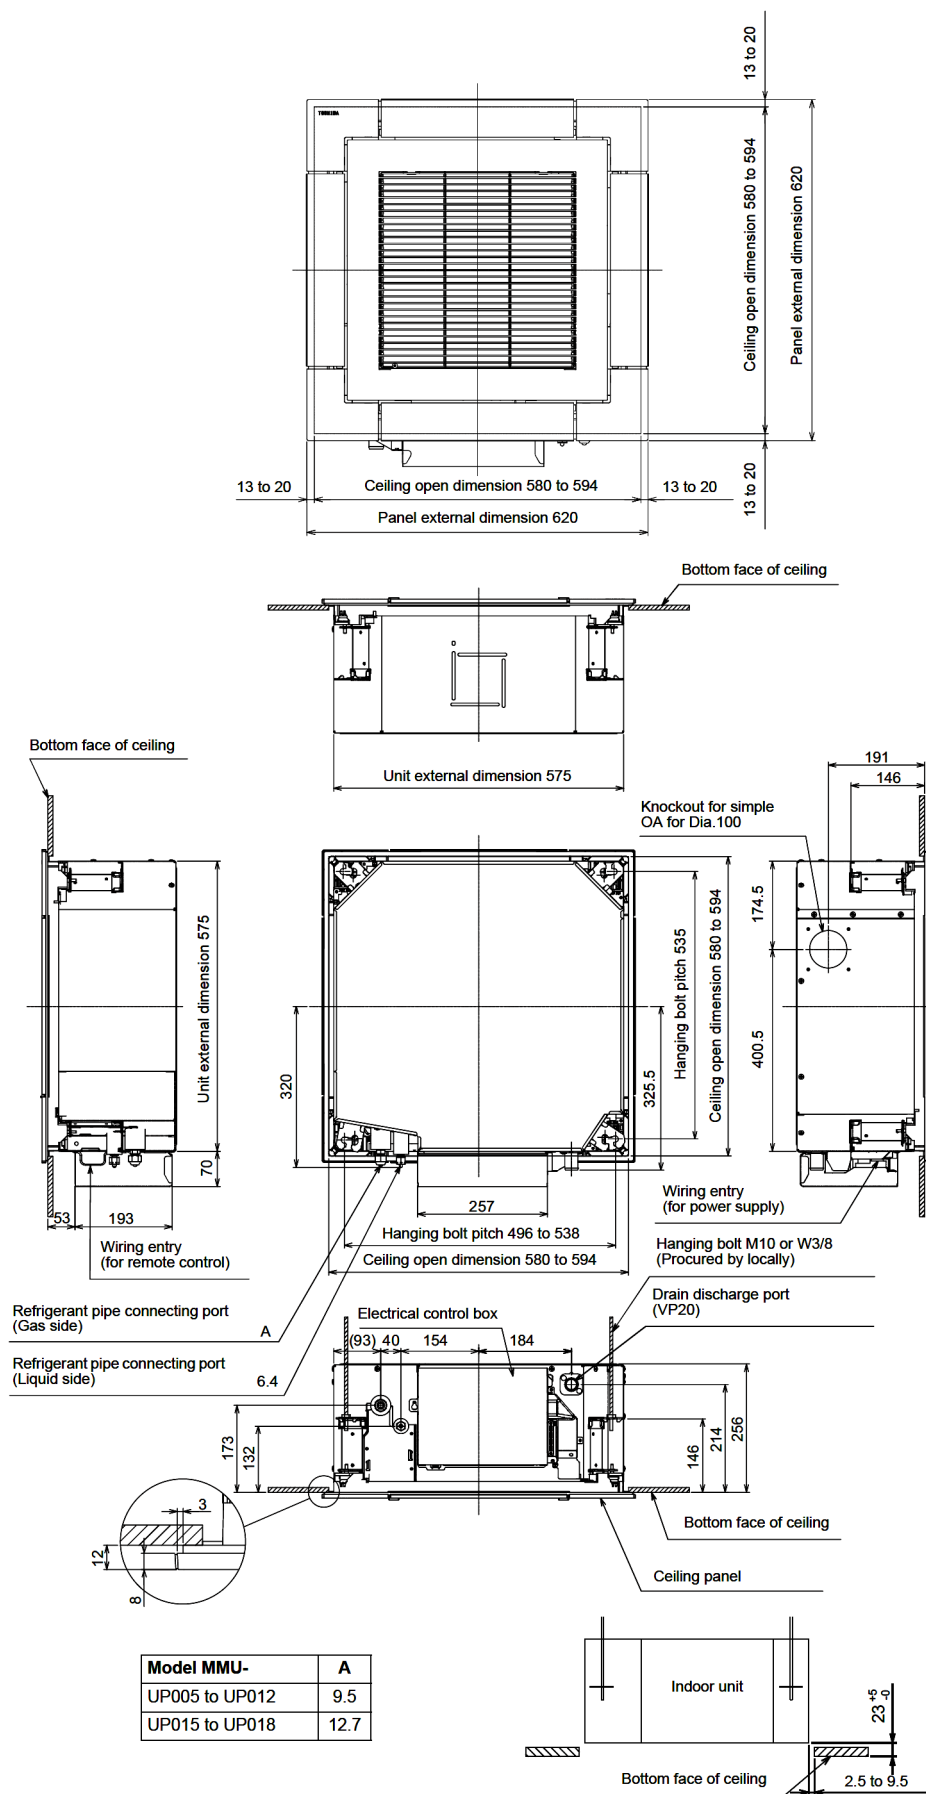 13 to 20
TOSHIBA
Ceiling open dimension 580 to 594
Panel external dimension 620
13 to 20
Ceiling open dimension 580 to 594
13 to 20
13 to 20
Panel external dimension 620
Bottom face of ceiling
Unit external dimension 575
Bottom face of ceiling
191
146
Knockout for simple
OA for Dia.100
174.5
400.5
Unit external dimension 575
70
53
193
Wiring entry
(for remote control)
320
Hanging bolt pitch 535
Ceiling open dimension 580 to 594
325.5
257
Hanging bolt pitch 496 to 538
Ceiling open dimension 580 to 594
Wiring entry
(for power supply)
Hanging bolt M10 or W3/8
(Procured by locally)
Drain discharge port
(VP20)
Refrigerant pipe connecting port
(Gas side)
A
Refrigerant pipe connecting port
(Liquid side)
6.4
Electrical control box
(93)
40
154
184
173
132
146
214
256
3
12
8
Bottom face of ceiling
Ceiling panel
Model MMU-
A
UP005 to UP012
9.5
UP015 to UP018
12.7
Indoor unit
23 +5 -0
Bottom face of ceiling
2.5 to 9.5